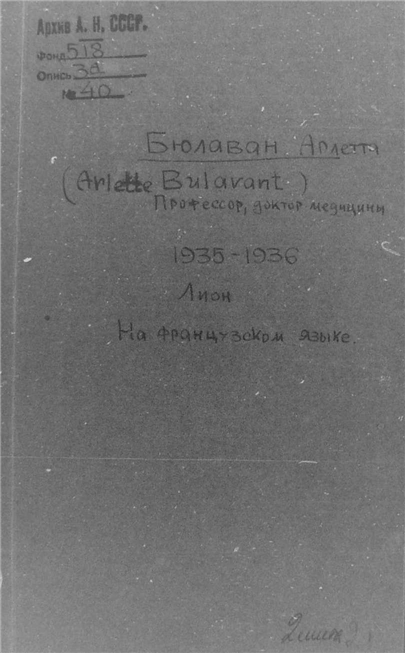 Архив А. Н. СССР.
Фонд 518
Опись 3а
№ 40
Бюлаван Арлетта
(Arlette Bulavant)
Профессор, доктор медицины
1935-1936
Лион
На французском языке.